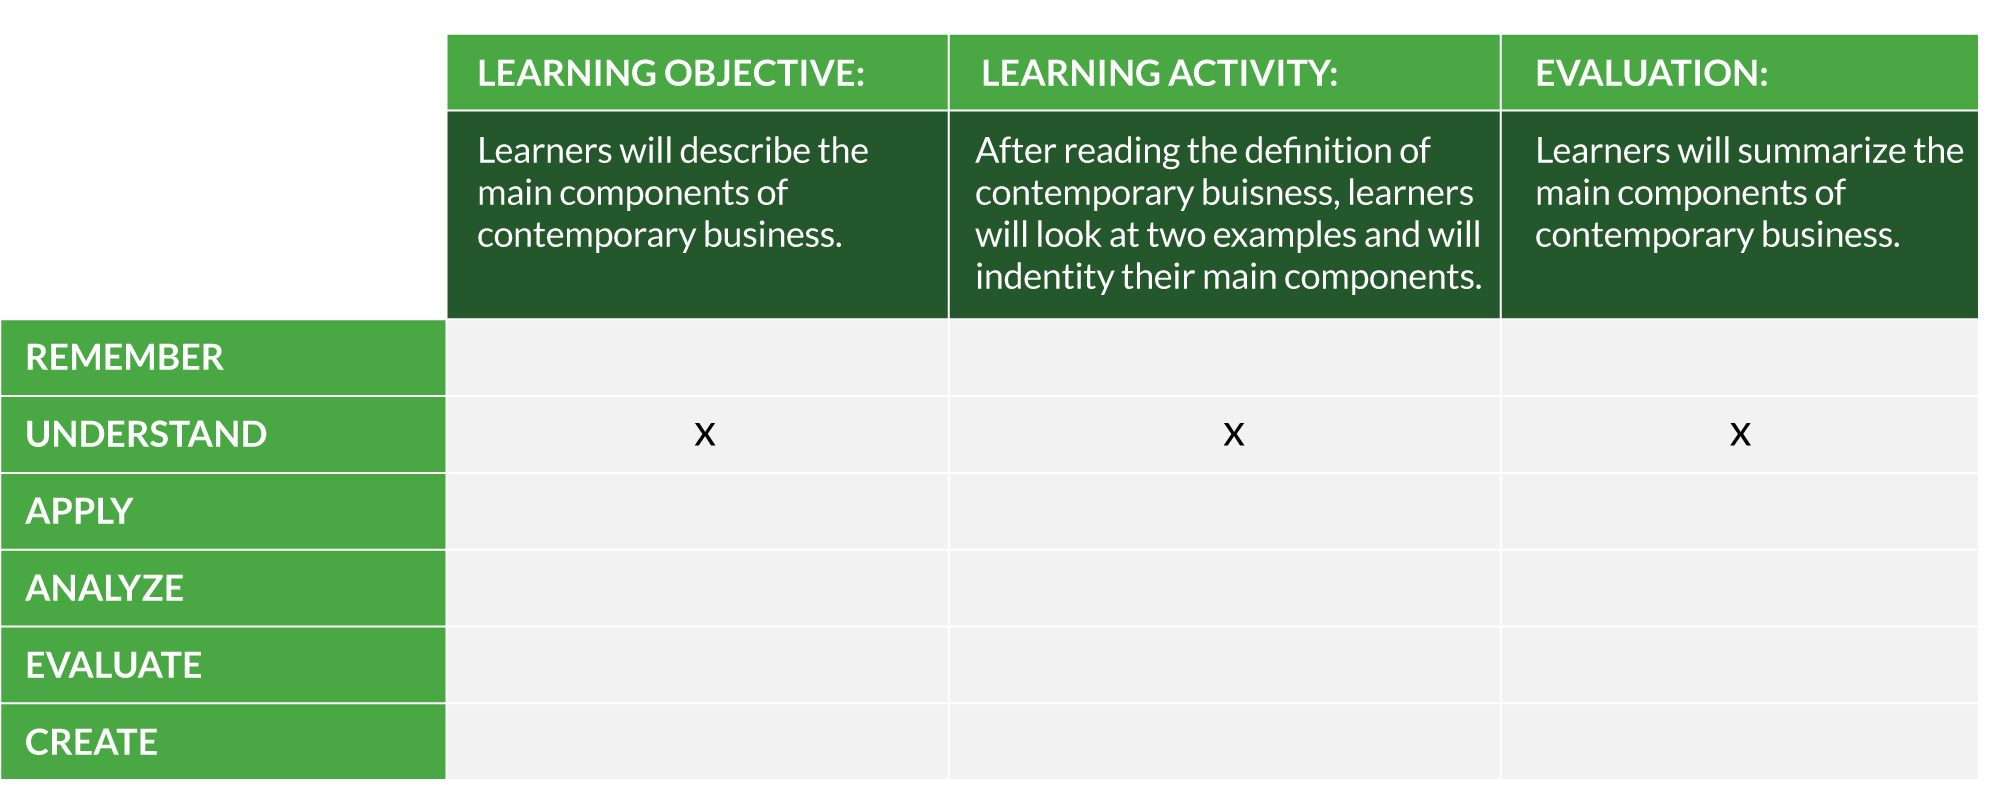 LEARNING OBJECTIVE:
LEARNING ACTIVITY:
EVALUATION:
Learners will describe the
main components of
contemporary business.
After reading the definition of
contemporary buisness, learners
will look at two examples and will
indentity their main components.
Learners will summarize the
main components of
contemporary business.
REMEMBER
UNDERSTAND
X
X
X
APPLY
ANALYZE
EVALUATE
CREATE